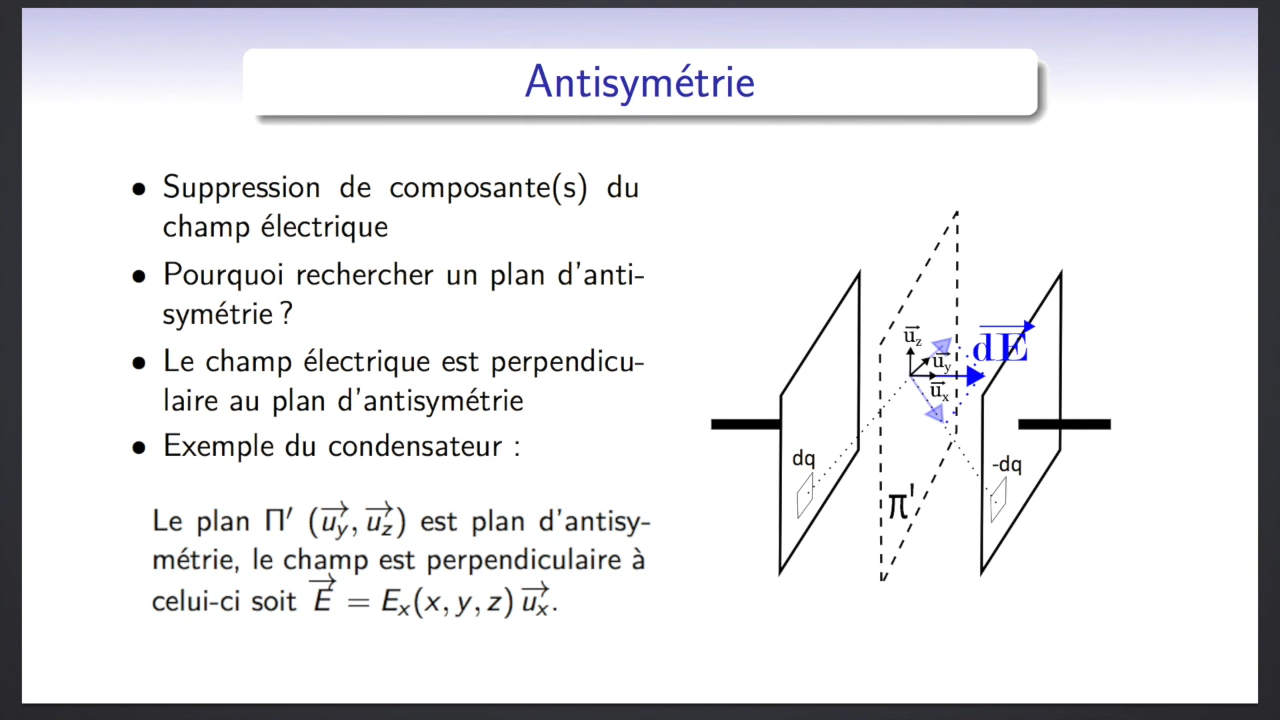 Antisymétrie
• Suppression de composante(s) du
champ électrique
• Pourquoi rechercher un plan d'anti-
symétrie ?
• Le champ électrique est perpendicu-
laire au plan d'antisymétrie
• Exemple du condensateur :
Le plan Π′ (u⃗y, u⃗z) est plan d'antisy-
métrie, le champ est perpendiculaire à
celui-ci soit E⃗ = Ex(x, y, z) u⃗x.
u⃗z
u⃗y
u⃗x
dE⃗
dq
-dq
π'